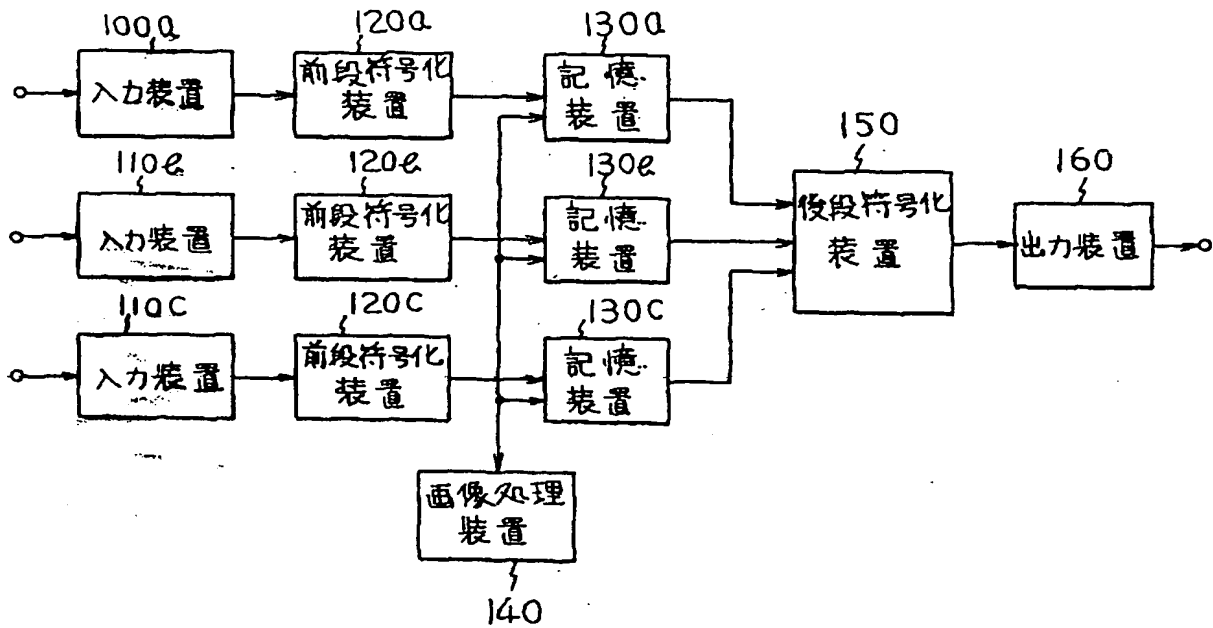 100a
120a
130a
入力装置
前段符号化
装置
記憶
装置
150
160
110e
120e
130e
入力装置
前段符号化
装置
記憶
装置
後段符号化
装置
出力装置
110c
120c
130c
入力装置
前段符号化
装置
記憶
装置
画像処理
装置
140